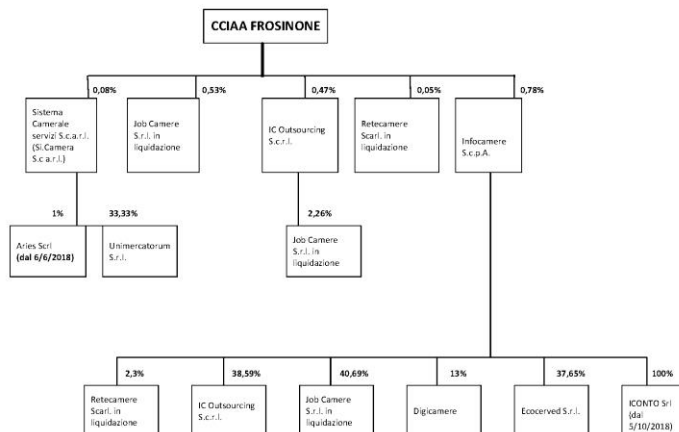 CCIAA FROSINONE
0,08%
0,53%
0,47%
0,05%
0,78%
Sistema
Camerale
servizi S.c.a.r.l.
(Si.Camera
S.c a.r.l.)
Job Camere
S.r.l. in
liquidazione
IC Outsourcing
S.c.r.l.
Retecamere
Scarl. in
liquidazione
Infocamere
S.c.p.A.
1%
33,33%
2,26%
Aries Scrl
(dal 6/6/2018)
Unimercatorum
S.r.l.
Job Camere
S.r.l. in
liquidazione
2,3%
38,59%
40,69%
13%
37,65%
100%
Retecamere
Scarl. in
liquidazione
IC Outsourcing
S.c.r.l.
Job Camere
S.r.l. in
liquidazione
Digicamere
Ecocerved S.r.l.
ICONTO Srl
(dal
5/10/2018)